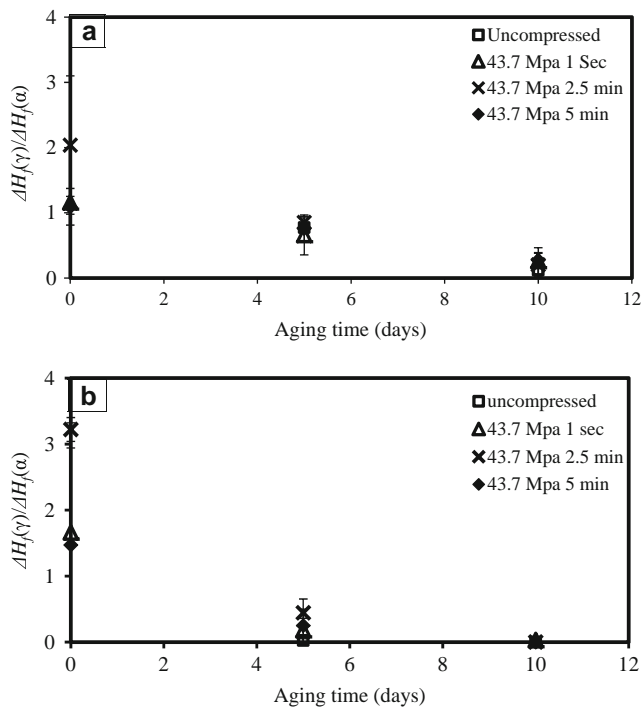 a
4
3
2
1
0
ΔHf(γ)/ΔHf(α)
Uncompressed
43.7 Mpa 1 Sec
43.7 Mpa 2.5 min
43.7 Mpa 5 min
0 2 4 6 8 10 12
Aging time (days)
b
4
3
2
1
0
ΔHf(γ)/ΔHf(α)
uncompressed
43.7 Mpa 1 sec
43.7 Mpa 2.5 min
43.7 Mpa 5 min
0 2 4 6 8 10 12
Aging time (days)